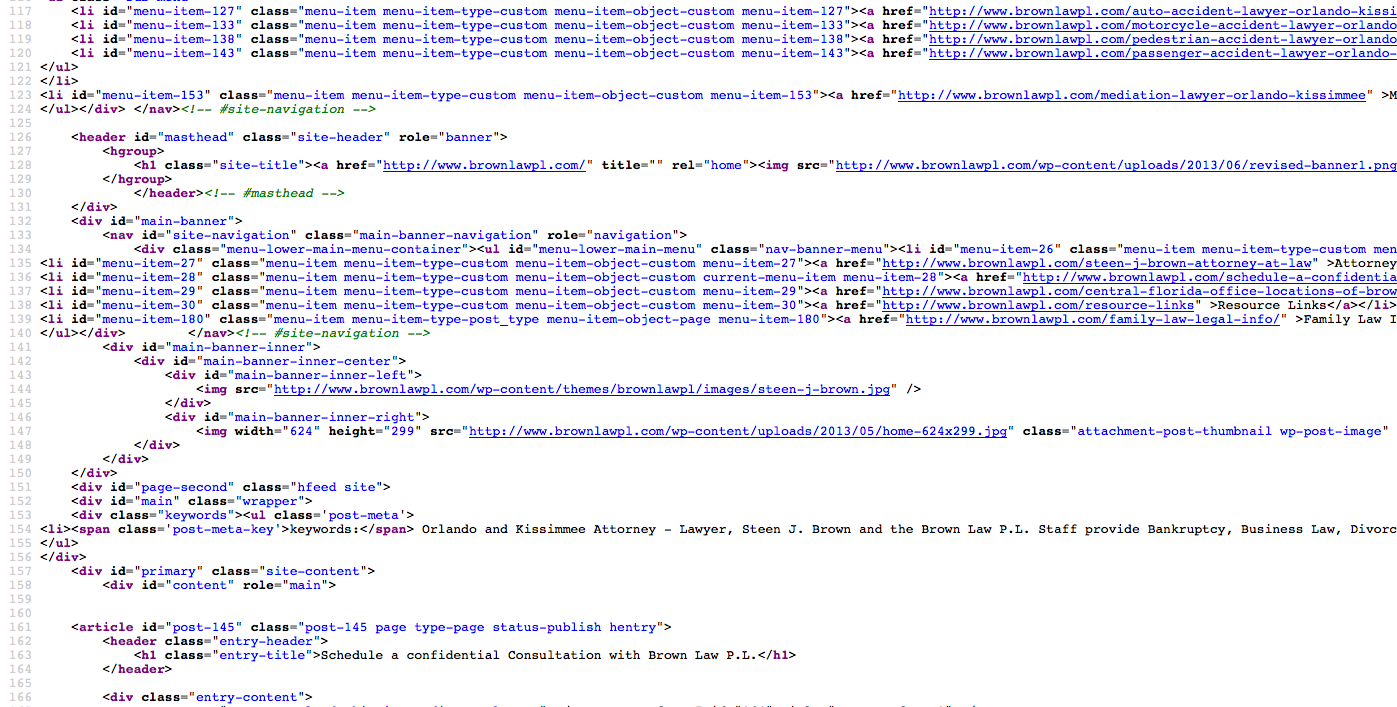 117 <li id="menu-item-127" class="menu-item menu-item-type-custom menu-item-object-custom menu-item-127"><a href="http://www.brownlawpl.com/auto-accident-lawyer-orlando-kissi
118 <li id="menu-item-133" class="menu-item menu-item-type-custom menu-item-object-custom menu-item-133"><a href="http://www.brownlawpl.com/motorcycle-accident-lawyer-orlando
119 <li id="menu-item-138" class="menu-item menu-item-type-custom menu-item-object-custom menu-item-138"><a href="http://www.brownlawpl.com/pedestrian-accident-lawyer-orlando
120 <li id="menu-item-143" class="menu-item menu-item-type-custom menu-item-object-custom menu-item-143"><a href="http://www.brownlawpl.com/passenger-accident-lawyer-orlando-
121 </ul>
122 </li>
123 <li id="menu-item-153" class="menu-item menu-item-type-custom menu-item-object-custom menu-item-153"><a href="http://www.brownlawpl.com/mediation-lawyer-orlando-kissimmee" >M
124 </ul></div> </nav><!-- #site-navigation -->
125
126 <header id="masthead" class="site-header" role="banner">
127 <hgroup>
128 <h1 class="site-title"><a href="http://www.brownlawpl.com/" title="" rel="home"><img src="http://www.brownlawpl.com/wp-content/uploads/2013/06/revised-banner1.png
129 </hgroup>
130 </header><!-- #masthead -->
131 </div>
132 <div id="main-banner">
133 <nav id="site-navigation" class="main-banner-navigation" role="navigation">
134 <div class="menu-lower-main-menu-container"><ul id="menu-lower-main-menu" class="nav-banner-menu"><li id="menu-item-26" class="menu-item menu-item-type-custom men
135 <li id="menu-item-27" class="menu-item menu-item-type-custom menu-item-object-custom menu-item-27"><a href="http://www.brownlawpl.com/steen-j-brown-attorney-at-law" >Attorney
136 <li id="menu-item-28" class="menu-item menu-item-type-custom menu-item-object-custom current-menu-item menu-item-28"><a href="http://www.brownlawpl.com/schedule-a-confidentia
137 <li id="menu-item-29" class="menu-item menu-item-type-custom menu-item-object-custom menu-item-29"><a href="http://www.brownlawpl.com/central-florida-office-locations-of-brow
138 <li id="menu-item-30" class="menu-item menu-item-type-custom menu-item-object-custom menu-item-30"><a href="http://www.brownlawpl.com/resource-links" >Resource Links</a></li>
139 <li id="menu-item-180" class="menu-item menu-item-type-post_type menu-item-object-page menu-item-180"><a href="http://www.brownlawpl.com/family-law-legal-info/" >Family Law I
140 </ul></div> </nav><!-- #site-navigation -->
141 <div id="main-banner-inner">
142 <div id="main-banner-inner-center">
143 <div id="main-banner-inner-left">
144 <img src="http://www.brownlawpl.com/wp-content/themes/brownlawpl/images/steen-j-brown.jpg" />
145 </div>
146 <div id="main-banner-inner-right">
147 <img width="624" height="299" src="http://www.brownlawpl.com/wp-content/uploads/2013/05/home-624x299.jpg" class="attachment-post-thumbnail wp-post-image"
148 </div>
149 </div>
150 </div>
151 <div id="page-second" class="hfeed site">
152 <div id="main" class="wrapper">
153 <div class="keywords"><ul class='post-meta'>
154 <li><span class='post-meta-key'>keywords:</span> Orlando and Kissimmee Attorney - Lawyer, Steen J. Brown and the Brown Law P.L. Staff provide Bankruptcy, Business Law, Divorc
155 </ul>
156 </div>
157 <div id="primary" class="site-content">
158 <div id="content" role="main">
159
160
161 <article id="post-145" class="post-145 page type-page status-publish hentry">
162 <header class="entry-header">
163 <h1 class="entry-title">Schedule a confidential Consultation with Brown Law P.L.</h1>
164 </header>
165
166 <div class="entry-content">